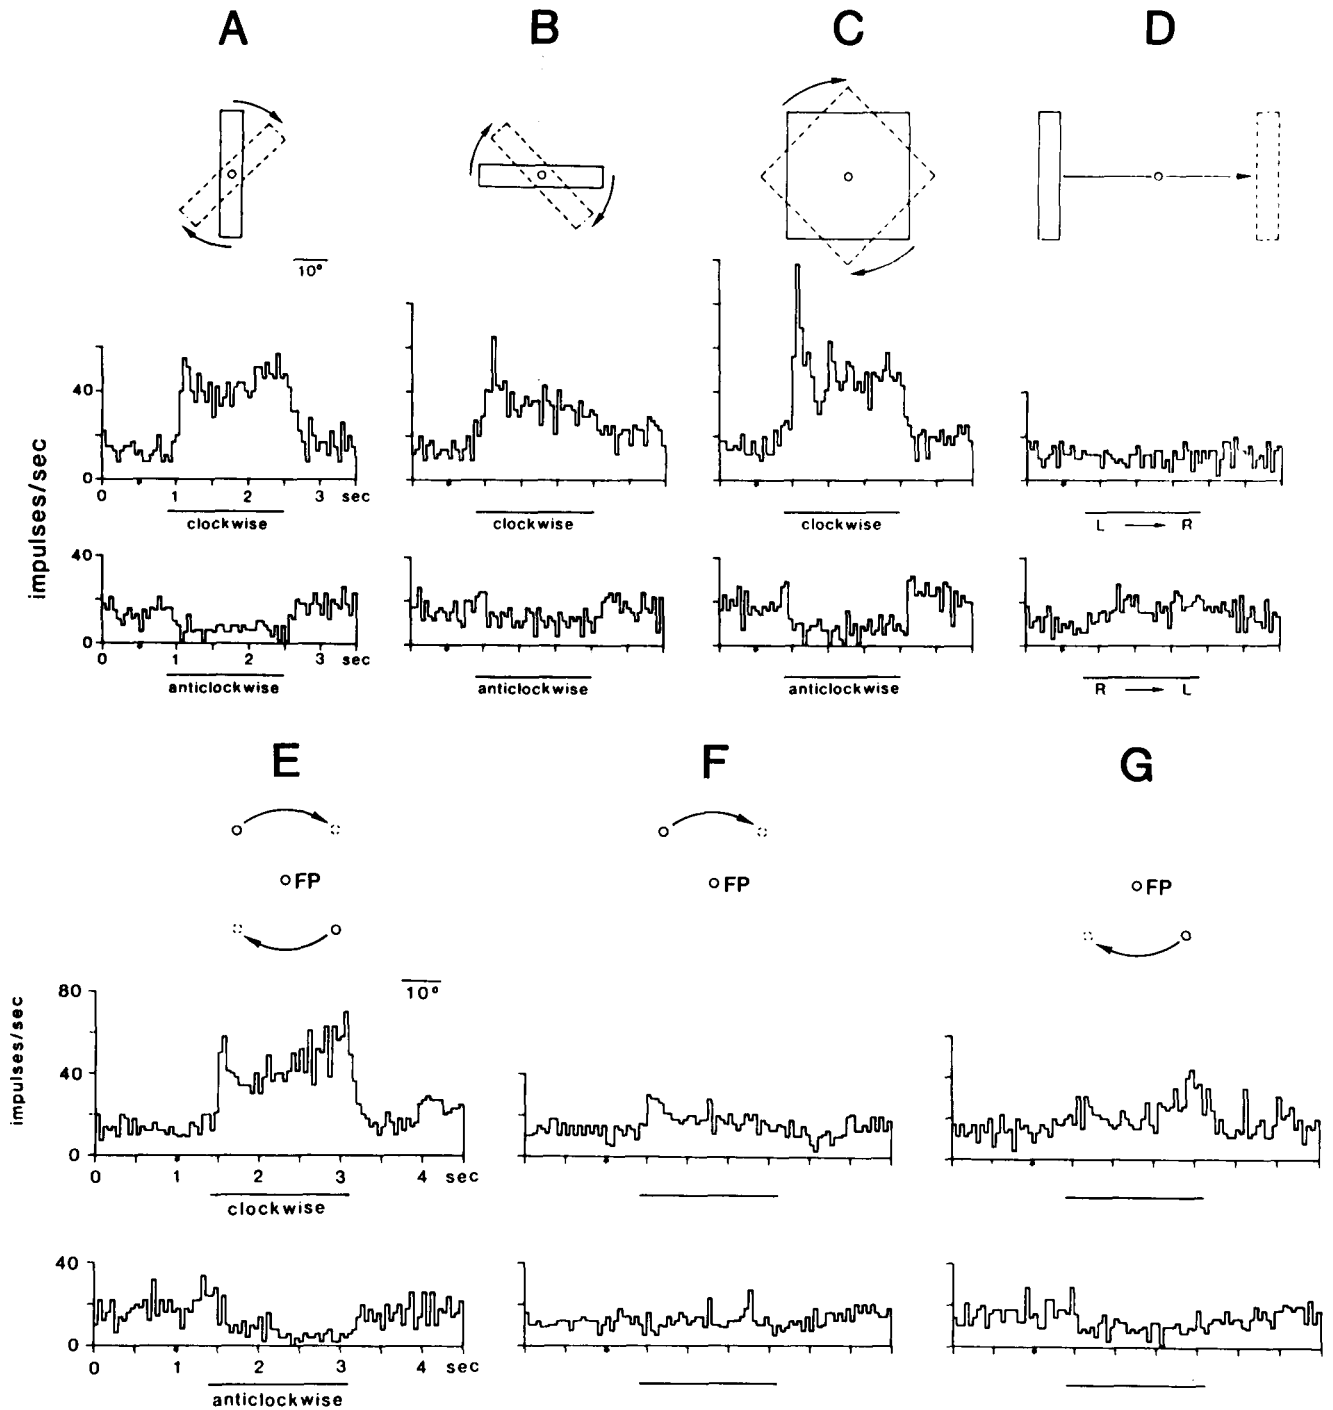 A B C D
10°
impulses/sec
40
0
0 1 2 3 sec
clockwise clockwise clockwise L R
40
0
0 1 2 3 sec
anticlockwise anticlockwise anticlockwise R L
E F G
FP FP FP
10°
impulses/sec
80
40
0
0 1 2 3 4 sec
clockwise
40
0
0 1 2 3 4 sec
anticlockwise